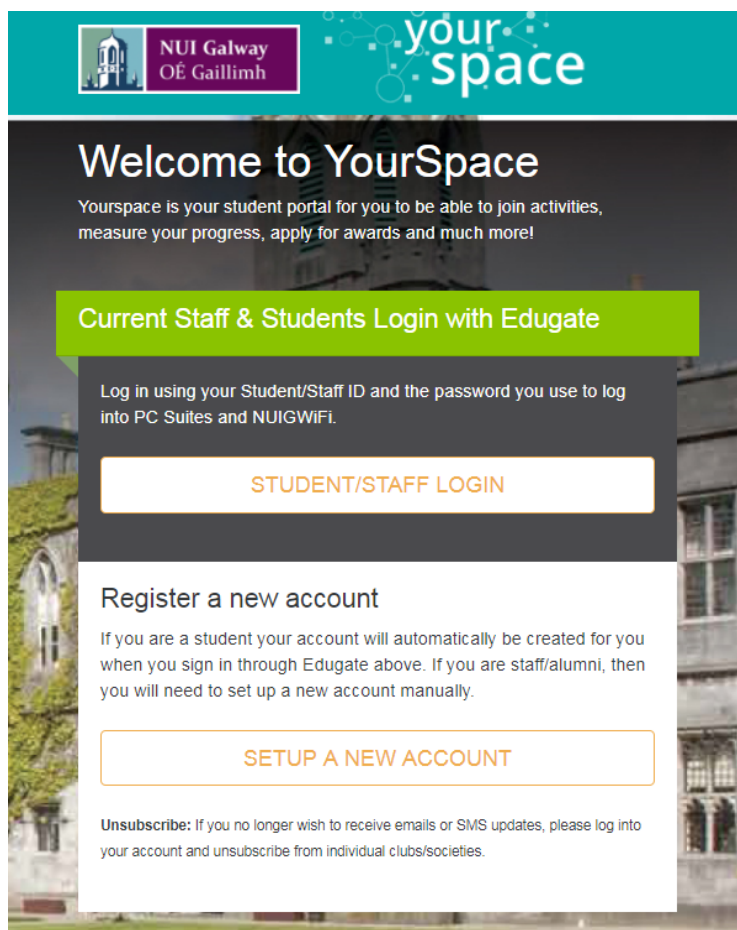 NUI Galway
OÉ Gaillimh
your
space
Welcome to YourSpace
Yourspace is your student portal for you to be able to join activities,
measure your progress, apply for awards and much more!
Current Staff & Students Login with Edugate
Log in using your Student/Staff ID and the password you use to log
into PC Suites and NUIGWiFi.
STUDENT/STAFF LOGIN
Register a new account
If you are a student your account will automatically be created for you
when you sign in through Edugate above. If you are staff/alumni, then
you will need to set up a new account manually.
SETUP A NEW ACCOUNT
Unsubscribe: If you no longer wish to receive emails or SMS updates, please log into
your account and unsubscribe from individual clubs/societies.